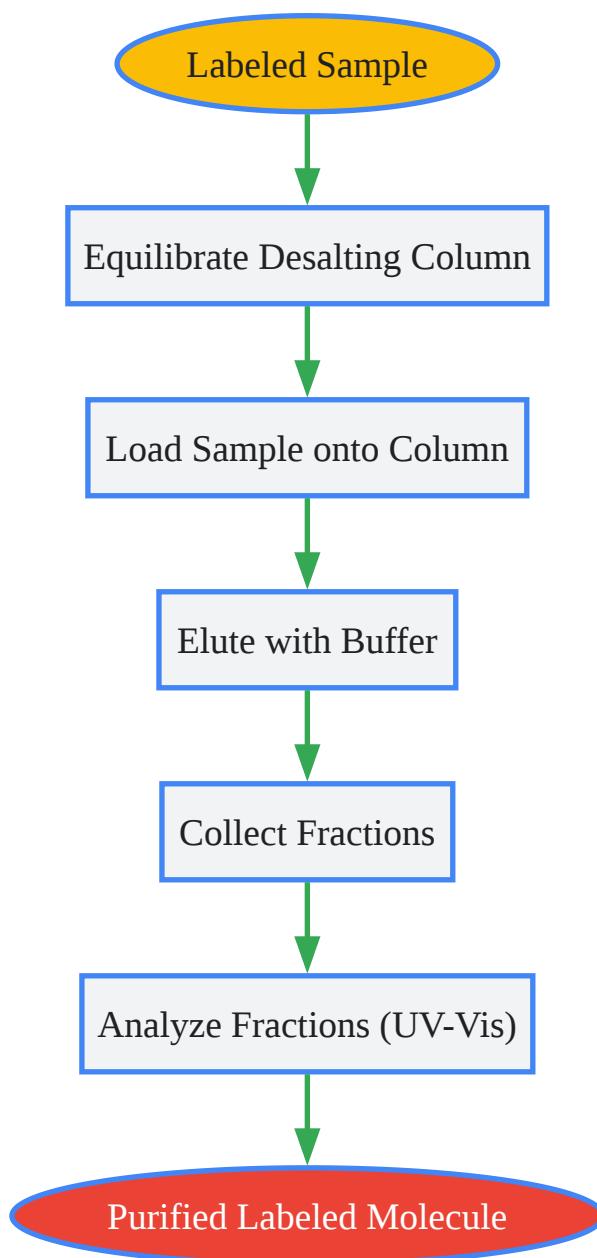 Labeled Sample
Equilibrate Desalting Column
Load Sample onto Column
Elute with Buffer
Collect Fractions
Analyze Fractions (UV-Vis)
Purified Labeled Molecule